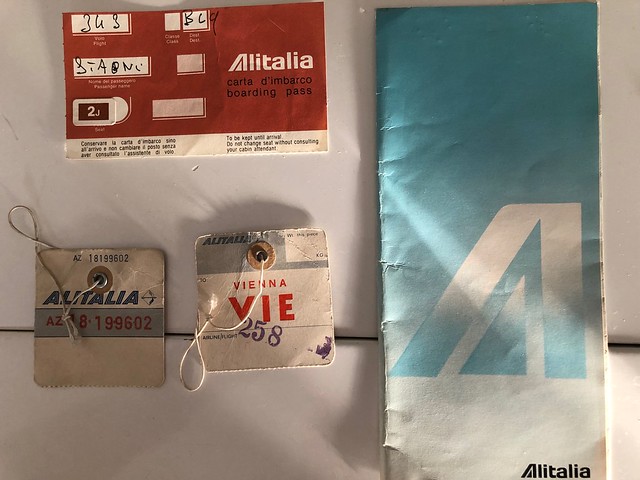 343
BLQ
Volo
Flight
Classe
Class
Dest
Dest.
Nome del passeggero
Passenger name
Alitalia
carta d'imbarco
boarding pass
2J
Seat
Conservare la carta d'imbarco sino
all'arrivo e non cambiare il posto senza
aver consultato l'assistente di volo.
To be kept until arrival.
Do not change seat without consulting
your cabin attendant
AZ 18199602
ALITALIA
AZ 18-199602
ALITALIA
KG
VIENNA
VIE
AIRLINE/FLIGHT
258
Alitalia